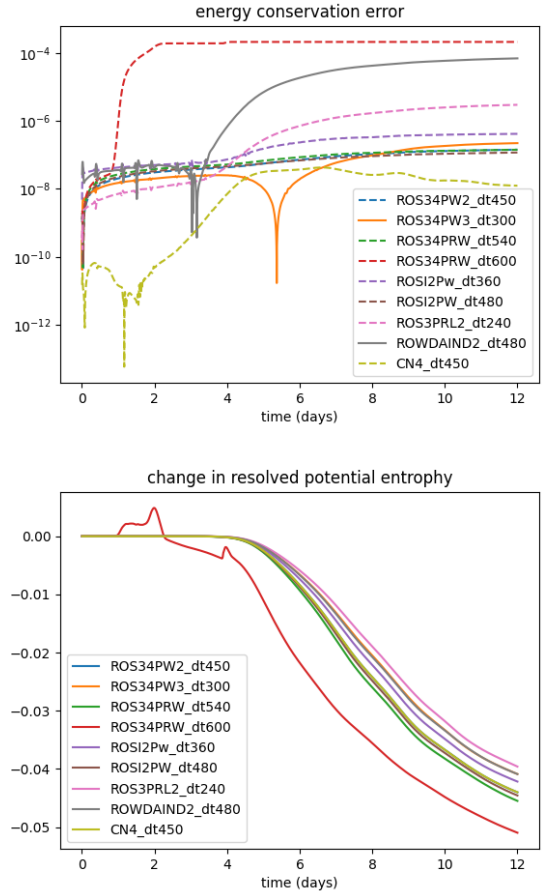 energy conservation error
10⁻⁴
10⁻⁶
10⁻⁸
10⁻¹⁰
10⁻¹²
ROS34PW2_dt450
ROS34PW3_dt300
ROS34PRW_dt540
ROS34PRW_dt600
ROSI2Pw_dt360
ROSI2PW_dt480
ROS3PRL2_dt240
ROWDAIND2_dt480
CN4_dt450
0 2 4 6 8 10 12
time (days)
change in resolved potential entrophy
0.00
−0.01
−0.02
−0.03
−0.04
−0.05
ROS34PW2_dt450
ROS34PW3_dt300
ROS34PRW_dt540
ROS34PRW_dt600
ROSI2Pw_dt360
ROSI2PW_dt480
ROS3PRL2_dt240
ROWDAIND2_dt480
CN4_dt450
0 2 4 6 8 10 12
time (days)